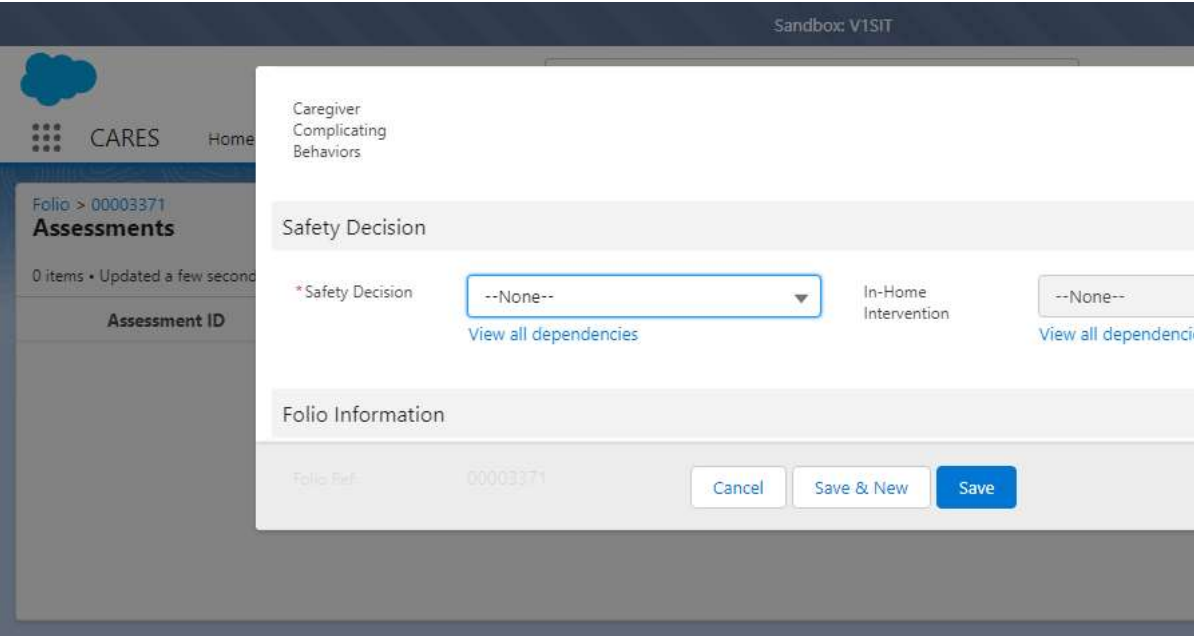 Sandbox: V1SIT
CARES
Home
Folio > 00003371
Assessments
0 items • Updated a few second
Assessment ID
Caregiver
Complicating
Behaviors
Safety Decision
*Safety Decision
--None--
View all dependencies
In-Home
Intervention
--None--
View all dependenci
Folio Information
Folio Ref
00003371
Cancel
Save & New
Save